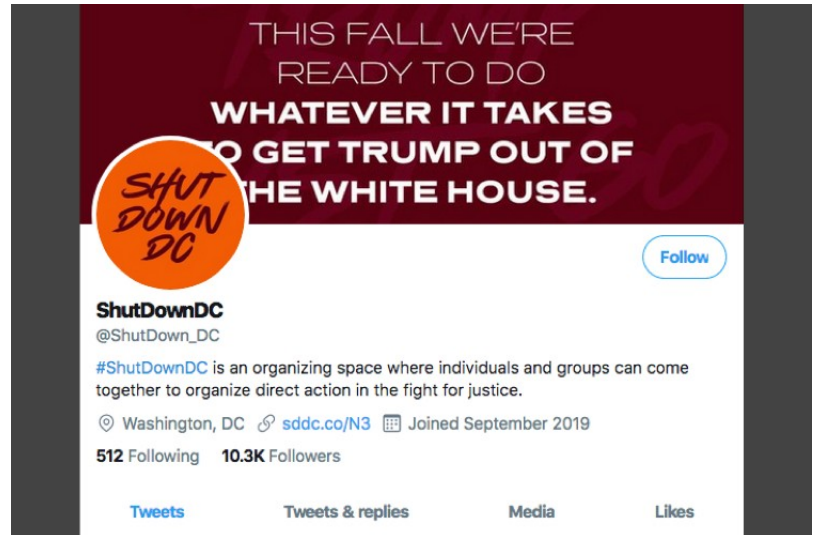 THIS FALL WE'RE
READY TO DO
WHATEVER IT TAKES
TO GET TRUMP OUT OF
THE WHITE HOUSE.
SHUT
DOWN
DC
Follow
ShutDownDC
@ShutDown_DC
#ShutDownDC is an organizing space where individuals and groups can come
together to organize direct action in the fight for justice.
Washington, DC sddc.co/N3 Joined September 2019
512 Following 10.3K Followers
Tweets Tweets & replies Media Likes